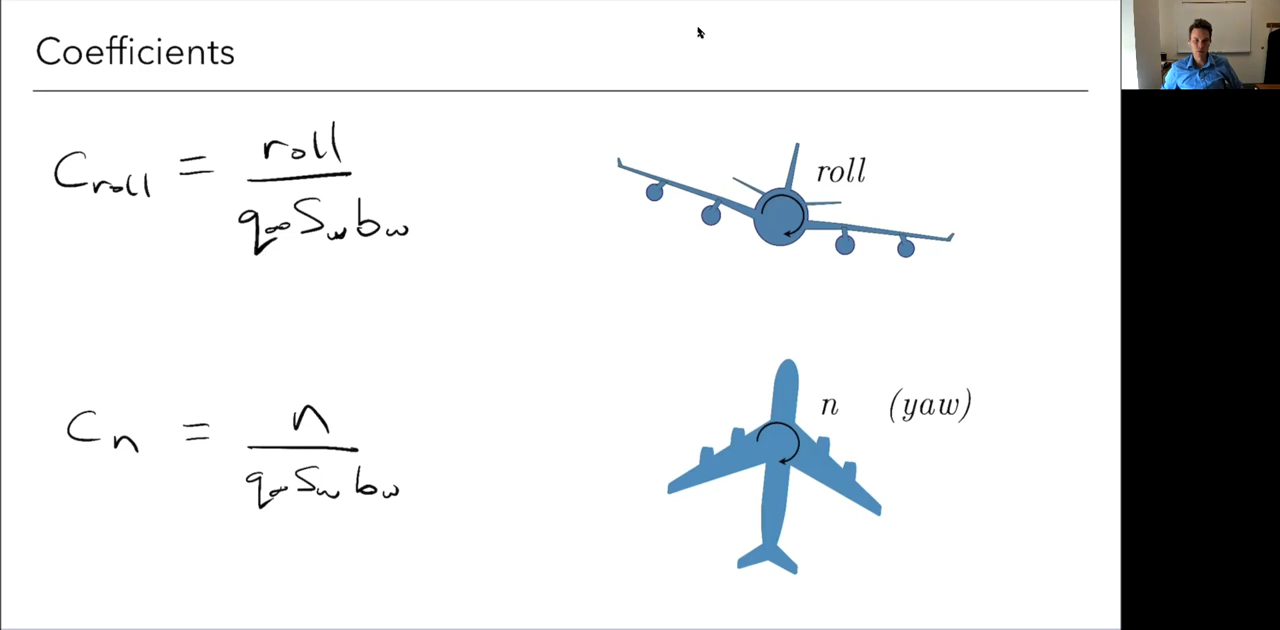 Coefficients
C_roll = roll / q∞ S_w b_w
roll
C_n = n / q∞ S_w b_w
n (yaw)